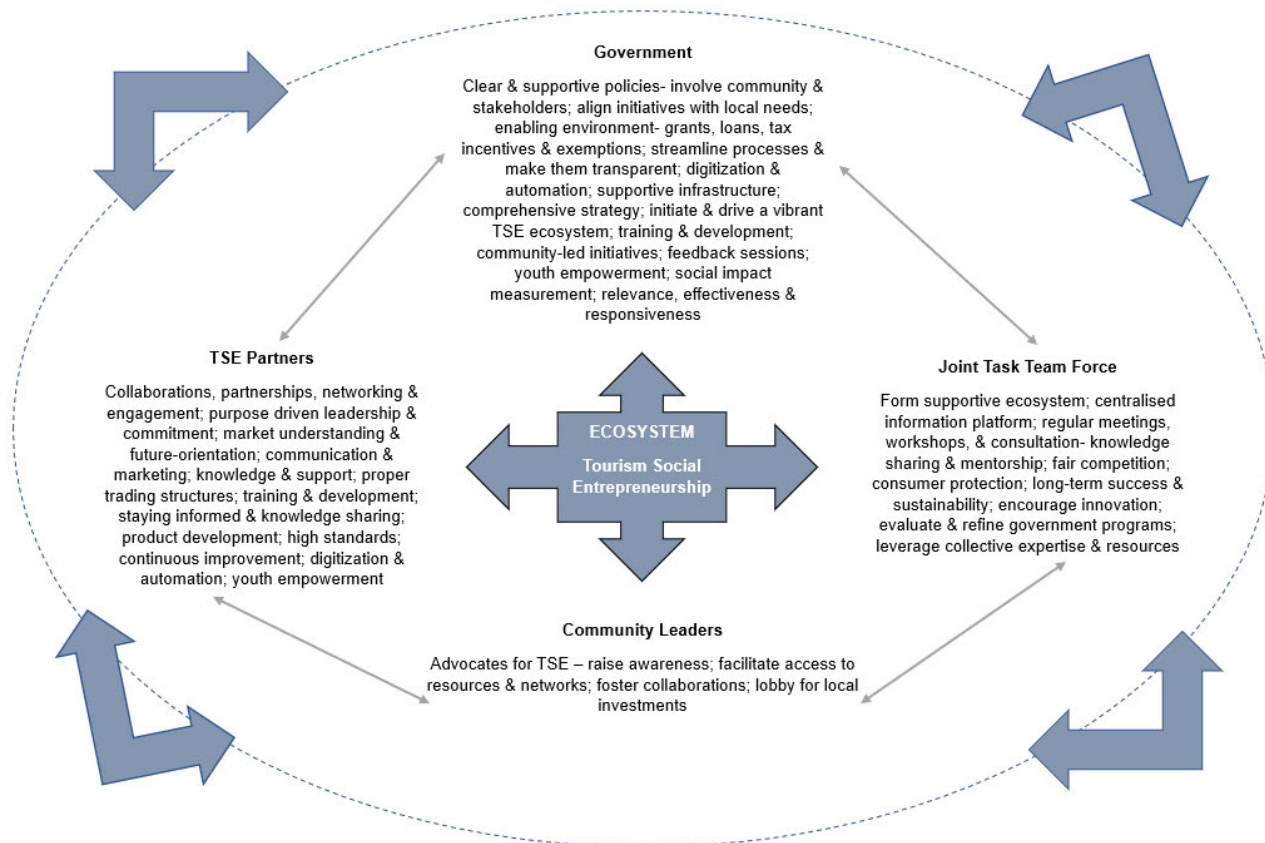 Government
Clear & supportive policies- involve community &
stakeholders; align initiatives with local needs;
enabling environment- grants, loans, tax
incentives & exemptions; streamline processes &
make them transparent; digitization &
automation; supportive infrastructure;
comprehensive strategy; initiate & drive a vibrant
TSE ecosystem; training & development;
community-led initiatives; feedback sessions;
youth empowerment; social impact
measurement; relevance, effectiveness &
responsiveness
TSE Partners
Collaborations, partnerships, networking &
engagement; purpose driven leadership &
commitment; market understanding &
future-orientation; communication &
marketing; knowledge & support; proper
trading structures; training & development;
staying informed & knowledge sharing;
product development; high standards;
continuous improvement; digitization &
automation; youth empowerment
ECOSYSTEM
Tourism Social
Entrepreneurship
Joint Task Team Force
Form supportive ecosystem; centralised
information platform; regular meetings,
workshops, & consultation- knowledge
sharing & mentorship; fair competition;
consumer protection; long-term success &
sustainability; encourage innovation;
evaluate & refine government programs;
leverage collective expertise & resources
Community Leaders
Advocates for TSE – raise awareness; facilitate access to
resources & networks; foster collaborations; lobby for local
investments